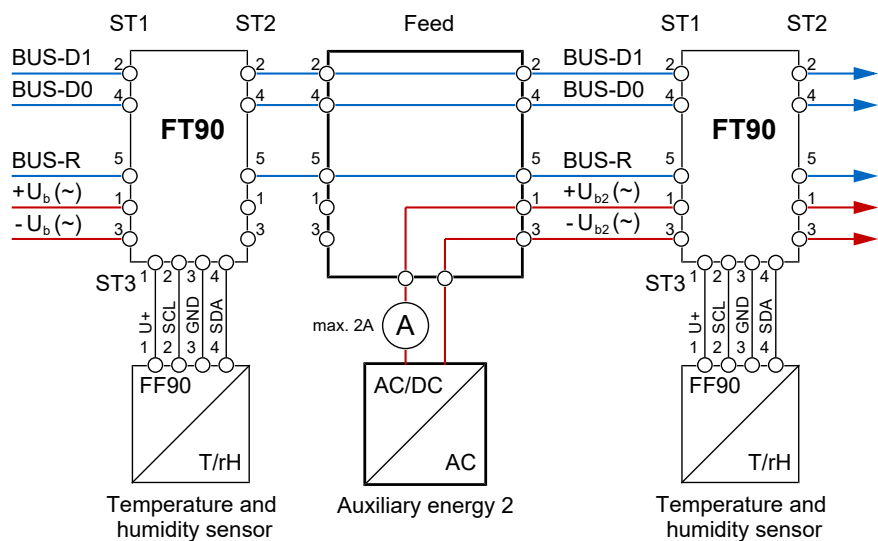 ST1 ST2 Feed ST1 ST2
BUS-D1 2 2 2 2 BUS-D1 2 2
BUS-D0 4 4 4 4 BUS-D0 4 4
FT90 FT90
BUS-R 5 5 5 5 BUS-R 5 5
+Ub (~) 1 1 1 1 +Ub2 (~) 1 1
-Ub (~) 3 3 3 3 -Ub2 (~) 3 3
ST3 1 2 3 4 ST3 1 2 3 4
U+ SCL GND SDA U+ SCL GND SDA
max. 2A A
1 2 3 4 1 2 3 4
FF90 AC/DC FF90
T/rH AC T/rH
Temperature and Auxiliary energy 2 Temperature and
humidity sensor humidity sensor